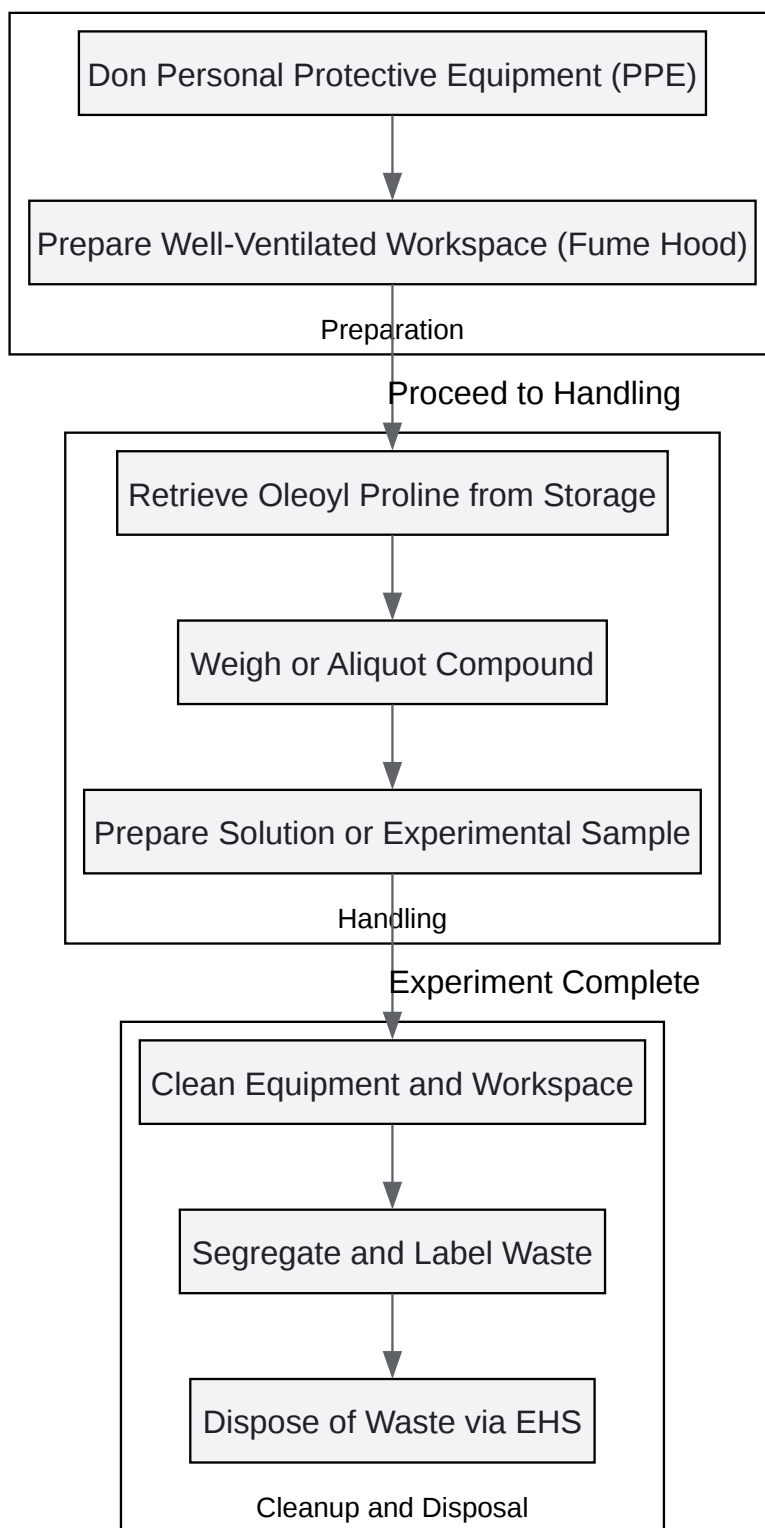 Don Personal Protective Equipment (PPE)
Prepare Well-Ventilated Workspace (Fume Hood)
Preparation
Proceed to Handling
Retrieve Oleoyl Proline from Storage
Weigh or Aliquot Compound
Prepare Solution or Experimental Sample
Handling
Experiment Complete
Clean Equipment and Workspace
Segregate and Label Waste
Dispose of Waste via EHS
Cleanup and Disposal